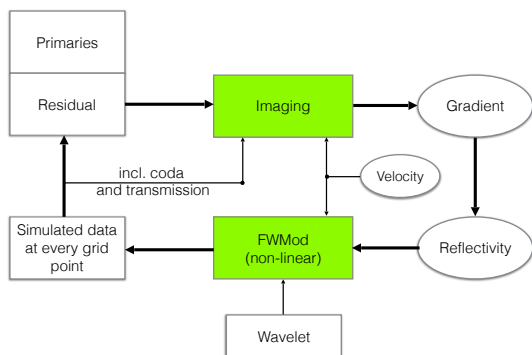 Primaries
Residual
Imaging
Gradient
incl. coda
and transmission
Velocity
Simulated data
at every grid
point
FWMod
(non-linear)
Reflectivity
Wavelet